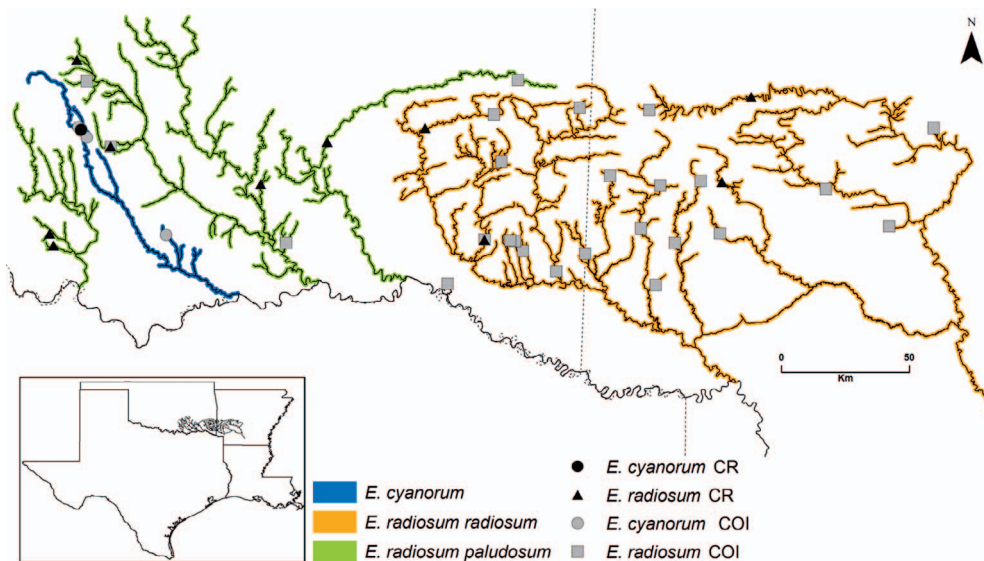 N
0 50
Km
E. cyanorum
E. radiosum radiosum
E. radiosum paludosum
E. cyanorum CR
E. radiosum CR
E. cyanorum COI
E. radiosum COI